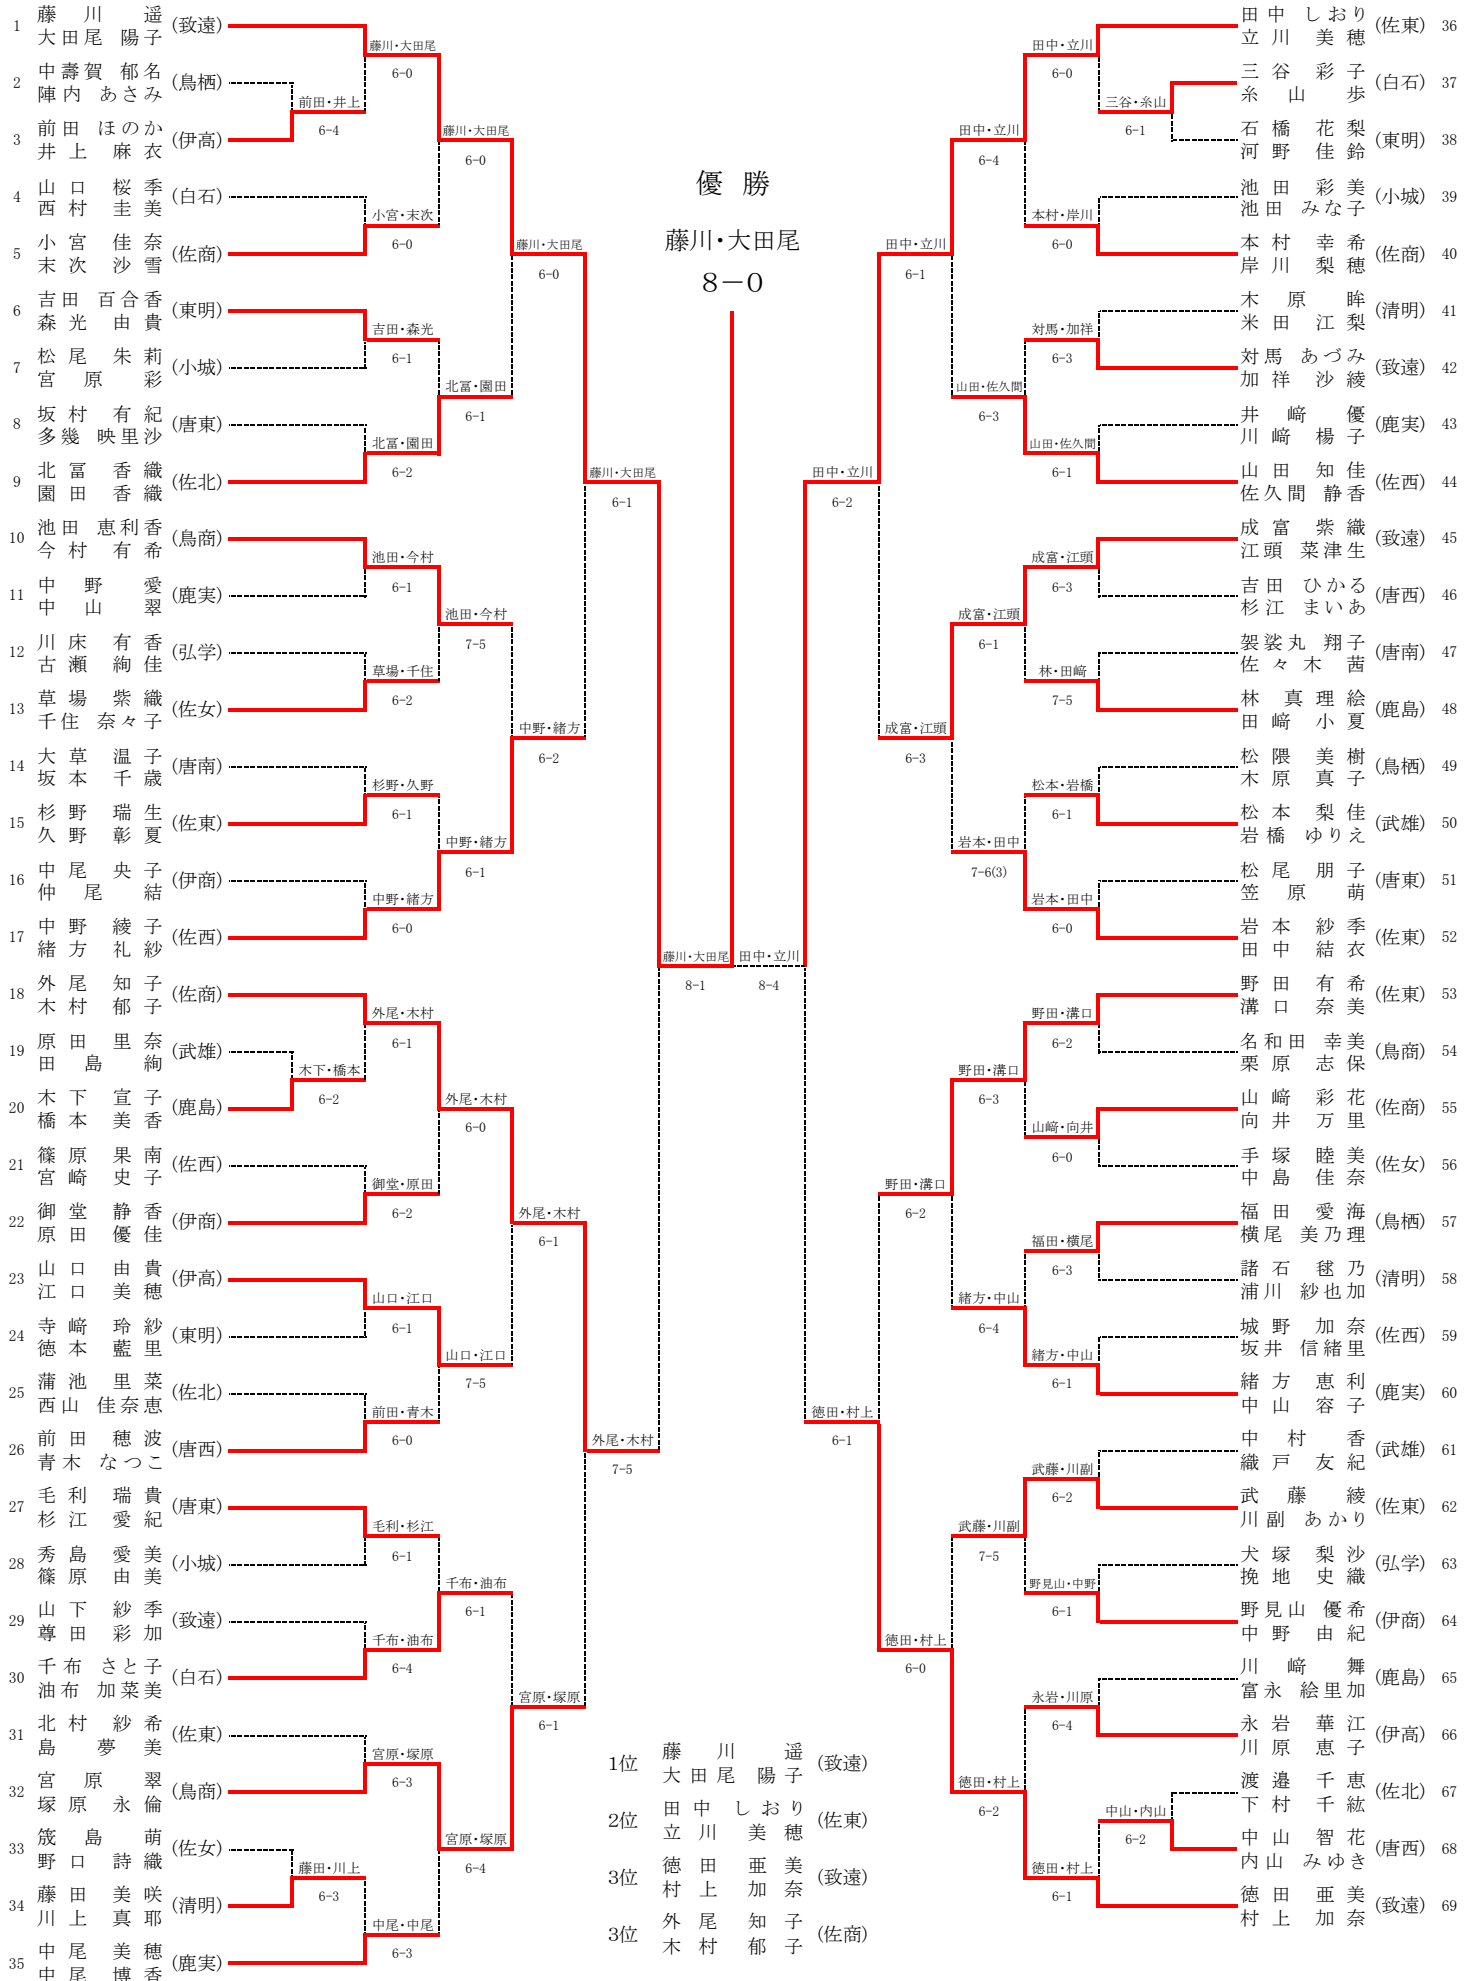 1 藤川 遥 (致遠)
大田尾 陽子
2 中壽賀 郁名 (鳥栖)
陣内 あさみ
3 前田 ほのか (伊高)
井上 麻衣
4 山口 桜季 (白石)
西村 圭美
5 小宮 佳奈 (佐商)
末次 沙雪
6 吉田 百合香 (東明)
森光 由貴
7 松尾 朱莉 (小城)
宮原 彩
8 坂村 有紀 (唐東)
多幾 映里沙
9 北冨 香織 (佐北)
園田 香織
10 池田 恵利香 (鳥商)
今村 有希
11 中野 愛 (鹿実)
中山 翠
12 川床 有香 (弘学)
古瀬 絢佳
13 草場 紫織 (佐女)
千住 奈々子
14 大草 温子 (唐南)
坂本 千歳
15 杉野 瑞生 (佐東)
久野 彰夏
16 中尾 央子 (伊商)
仲尾 結
17 中野 綾子 (佐西)
緒方 礼紗
18 外尾 知子 (佐商)
木村 郁子
19 原田 里奈 (武雄)
田島 絢
20 木下 宣子 (鹿島)
橋本 美香
21 篠原 果南 (佐西)
宮崎 史子
22 御堂 静香 (伊商)
原田 優佳
23 山口 由貴 (伊高)
江口 美穂
24 寺﨑 玲紗 (東明)
徳本 藍里
25 蒲池 里菜 (佐北)
西山 佳奈恵
26 前田 穂波 (唐西)
青木 なつこ
27 毛利 瑞貴 (唐東)
杉江 愛紀
28 秀島 愛美 (小城)
篠原 由美
29 山下 紗季 (致遠)
尊田 彩加
30 千布 さと子 (白石)
油布 加菜美
31 北村 紗希 (佐東)
島 夢美
32 宮原 翠 (鳥商)
塚原 永倫
33 筬島 萌 (佐女)
野口 詩織
34 藤田 美咲 (清明)
川上 真耶
35 中尾 美穂 (鹿実)
中尾 博香
前田・井上
6-4
木下・橋本
6-2
藤田・川上
6-3
藤川・大田尾
6-0
小宮・末次
6-0
吉田・森光
6-1
北冨・園田
6-2
池田・今村
6-1
草場・千住
6-2
杉野・久野
6-1
中野・緒方
6-0
外尾・木村
6-1
御堂・原田
6-2
山口・江口
6-1
前田・青木
6-0
毛利・杉江
6-1
千布・油布
6-4
宮原・塚原
6-3
中尾・中尾
6-3
藤川・大田尾
6-0
北冨・園田
6-1
池田・今村
7-5
中野・緒方
6-1
外尾・木村
6-0
山口・江口
7-5
千布・油布
6-1
宮原・塚原
6-4
藤川・大田尾
6-0
中野・緒方
6-2
外尾・木村
6-1
宮原・塚原
6-1
藤川・大田尾
6-1
外尾・木村
7-5
藤川・大田尾
8-1
優 勝
藤川・大田尾
8−0
田中・立川
8-4
田中・立川
6-2
徳田・村上
6-1
田中・立川
6-1
成富・江頭
6-3
野田・溝口
6-2
徳田・村上
6-0
田中・立川
6-4
山田・佐久間
6-3
成富・江頭
6-1
岩本・田中
7-6(3)
野田・溝口
6-3
緒方・中山
6-4
武藤・川副
7-5
徳田・村上
6-2
田中・立川
6-0
本村・岸川
6-0
対馬・加祥
6-3
山田・佐久間
6-1
成富・江頭
6-3
林・田﨑
7-5
松本・岩橋
6-1
岩本・田中
6-0
野田・溝口
6-2
山﨑・向井
6-0
福田・横尾
6-3
緒方・中山
6-1
武藤・川副
6-2
野見山・中野
6-1
永岩・川原
6-4
徳田・村上
6-1
三谷・糸山
6-1
中山・内山
6-2
田中 しおり (佐東) 36
立川 美穂
三谷 彩子 (白石) 37
糸山 歩
石橋 花梨 (東明) 38
河野 佳鈴
池田 彩美 (小城) 39
池田 みな子
本村 幸希 (佐商) 40
岸川 梨穂
木原 眸 (清明) 41
米田 江梨
対馬 あづみ (致遠) 42
加祥 沙綾
井﨑 優 (鹿実) 43
川﨑 楊子
山田 知佳 (佐西) 44
佐久間 静香
成富 紫織 (致遠) 45
江頭 菜津生
吉田 ひかる (唐西) 46
杉江 まいあ
袈裟丸 翔子 (唐南) 47
佐々木 茜
林 真理絵 (鹿島) 48
田﨑 小夏
松隈 美樹 (鳥栖) 49
木原 真子
松本 梨佳 (武雄) 50
岩橋 ゆりえ
松尾 朋子 (唐東) 51
笠原 萌
岩本 紗季 (佐東) 52
田中 結衣
野田 有希 (佐東) 53
溝口 奈美
名和田 幸美 (鳥商) 54
栗原 志保
山﨑 彩花 (佐商) 55
向井 万里
手塚 睦美 (佐女) 56
中島 佳奈
福田 愛海 (鳥栖) 57
横尾 美乃理
諸石 毬乃 (清明) 58
浦川 紗也加
城野 加奈 (佐西) 59
坂井 信緒里
緒方 恵利 (鹿実) 60
中山 容子
中村 香 (武雄) 61
織戸 友紀
武藤 綾 (佐東) 62
川副 あかり
犬塚 梨沙 (弘学) 63
挽地 史織
野見山 優希 (伊商) 64
中野 由紀
川﨑 舞 (鹿島) 65
富永 絵里加
永岩 華江 (伊高) 66
川原 恵子
渡邉 千恵 (佐北) 67
下村 千紘
中山 智花 (唐西) 68
内山 みゆき
徳田 亜美 (致遠) 69
村上 加奈
1位 藤川 遥 (致遠)
大田尾 陽子
2位 田中 しおり (佐東)
立川 美穂
3位 徳田 亜美 (致遠)
村上 加奈
3位 外尾 知子 (佐商)
木村 郁子